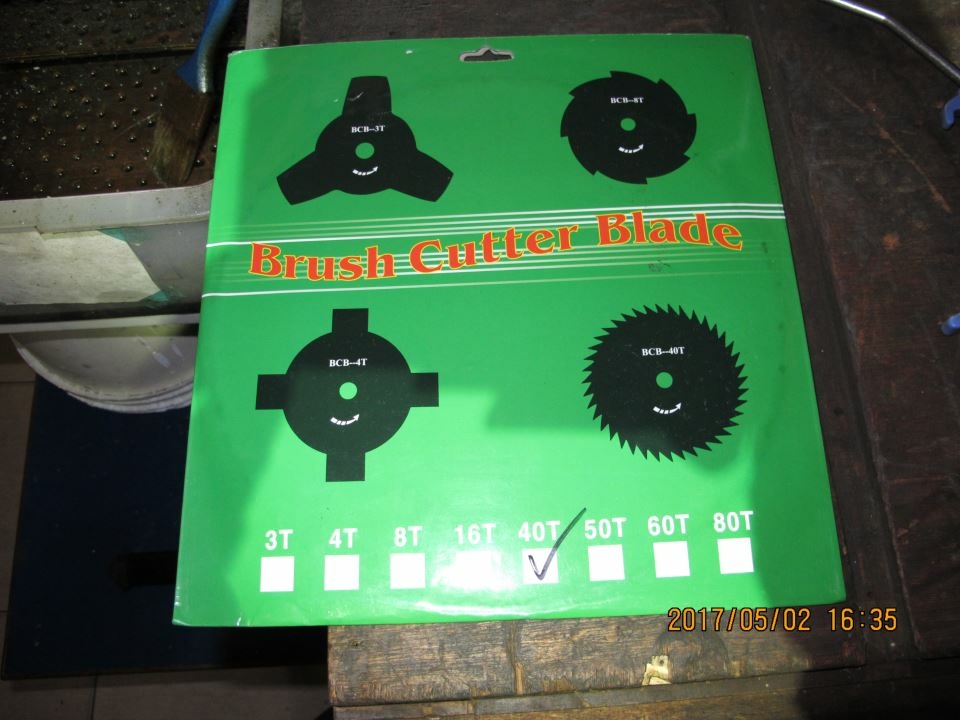 BCB--3T
BCB--8T
Brush Cutter Blade
BCB--4T
BCB--40T
3T 4T 8T 16T 40T 50T 60T 80T
2017/05/02 16:35